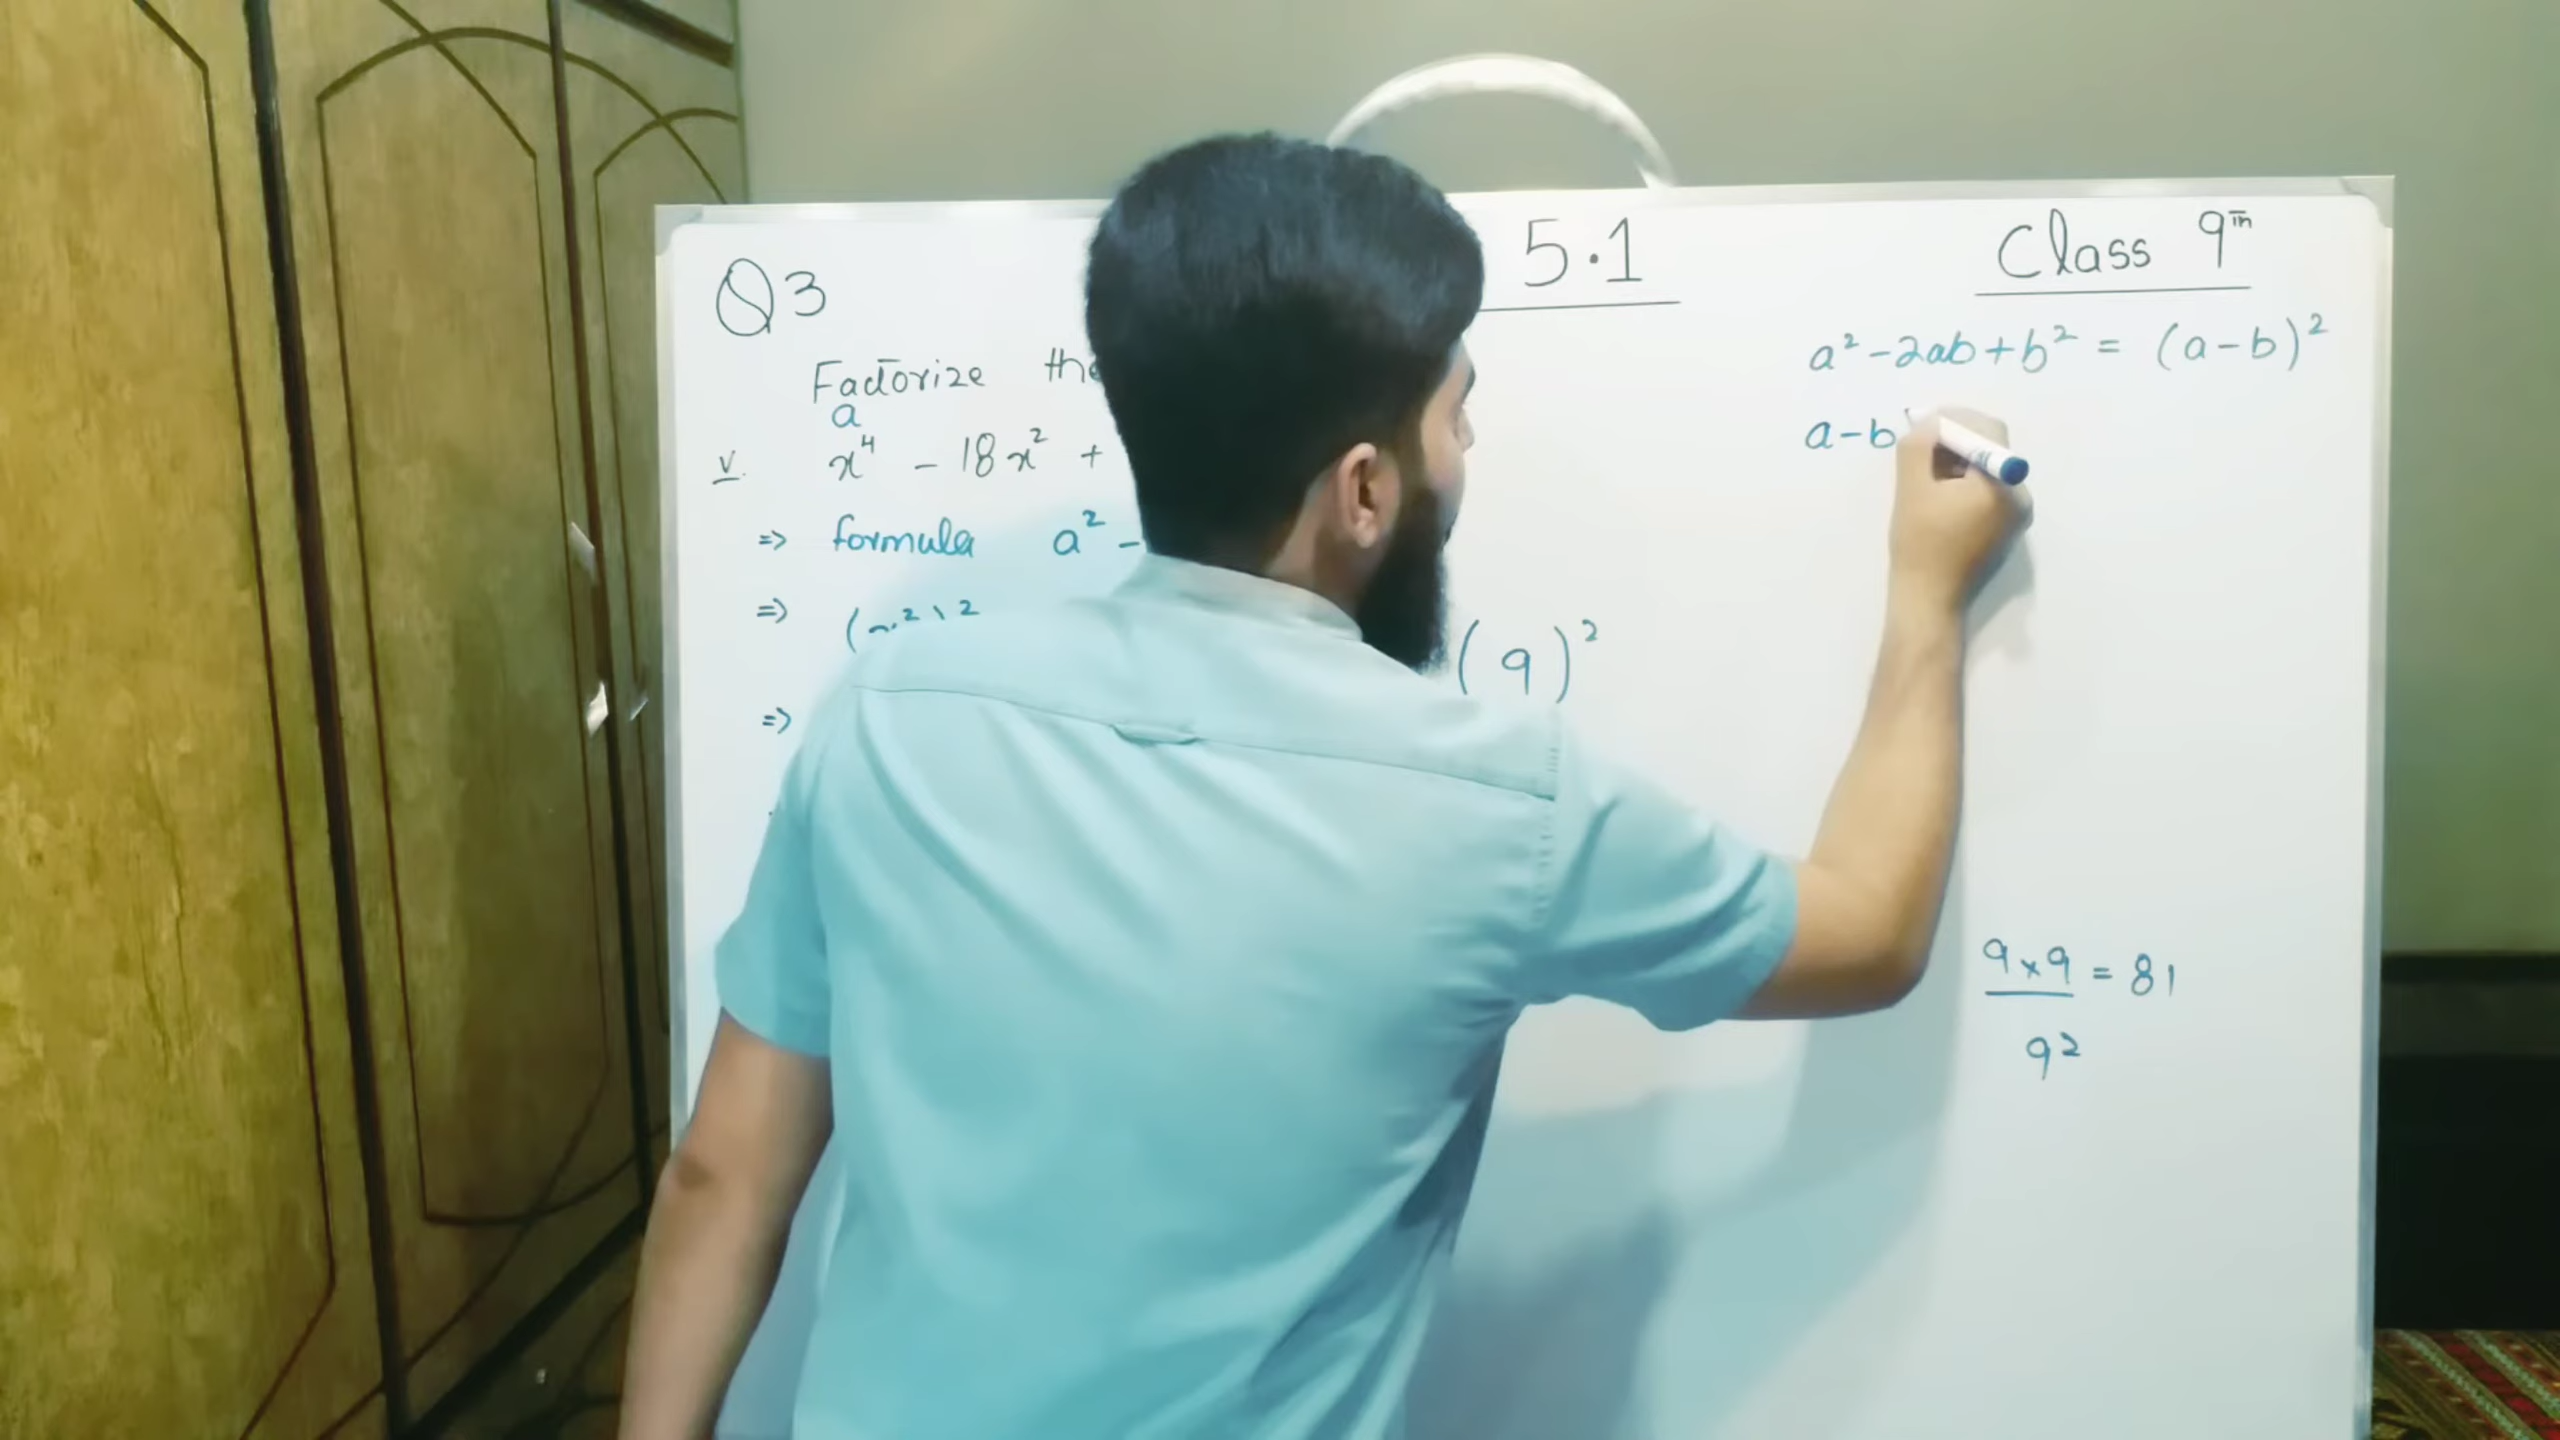 5.1
Class 9th
Q3
Factorize the
a
v. x⁴ - 18x² +
=> formula a² -
=> (x²)² (9)²
=>
a² - 2ab + b² = (a - b)²
a - b
9 × 9 = 81
9²